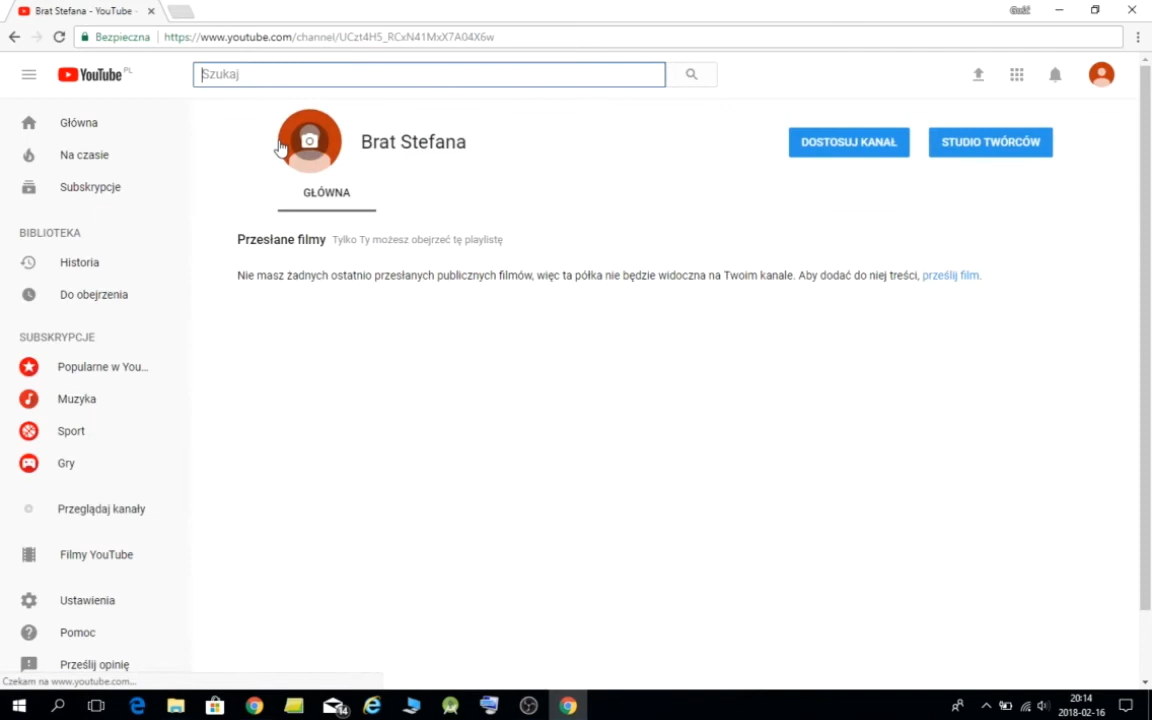 Brat Stefana - YouTube -
Gość
Bezpieczna
https://www.youtube.com/channel/UCzt4H5_RCxN41MxX7A04X6w
YouTube PL
Szukaj
Główna
Na czasie
Subskrypcje
BIBLIOTEKA
Historia
Do obejrzenia
SUBSKRYPCJE
Popularne w You...
Muzyka
Sport
Gry
Przeglądaj kanały
Filmy YouTube
Ustawienia
Pomoc
Prześlij opinię
Brat Stefana
DOSTOSUJ KANAŁ
STUDIO TWÓRCÓW
GŁÓWNA
Przesłane filmy Tylko Ty możesz obejrzeć tę playlistę
Nie masz żadnych ostatnio przesłanych publicznych filmów, więc ta półka nie będzie widoczna na Twoim kanale. Aby dodać do niej treści, prześlij film.
Czekam na www.youtube.com...
14
20:14
2018-02-16